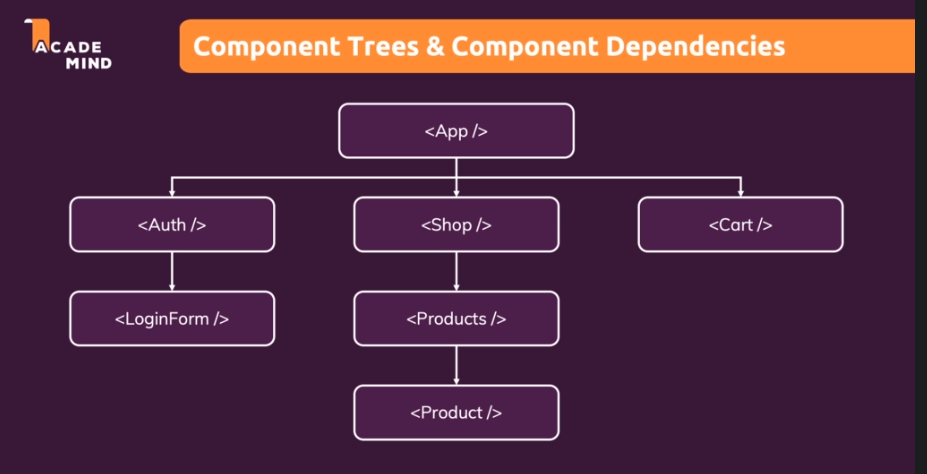 ACADE
MIND
Component Trees & Component Dependencies
<App />
<Auth />
<Shop />
<Cart />
<LoginForm />
<Products />
<Product />